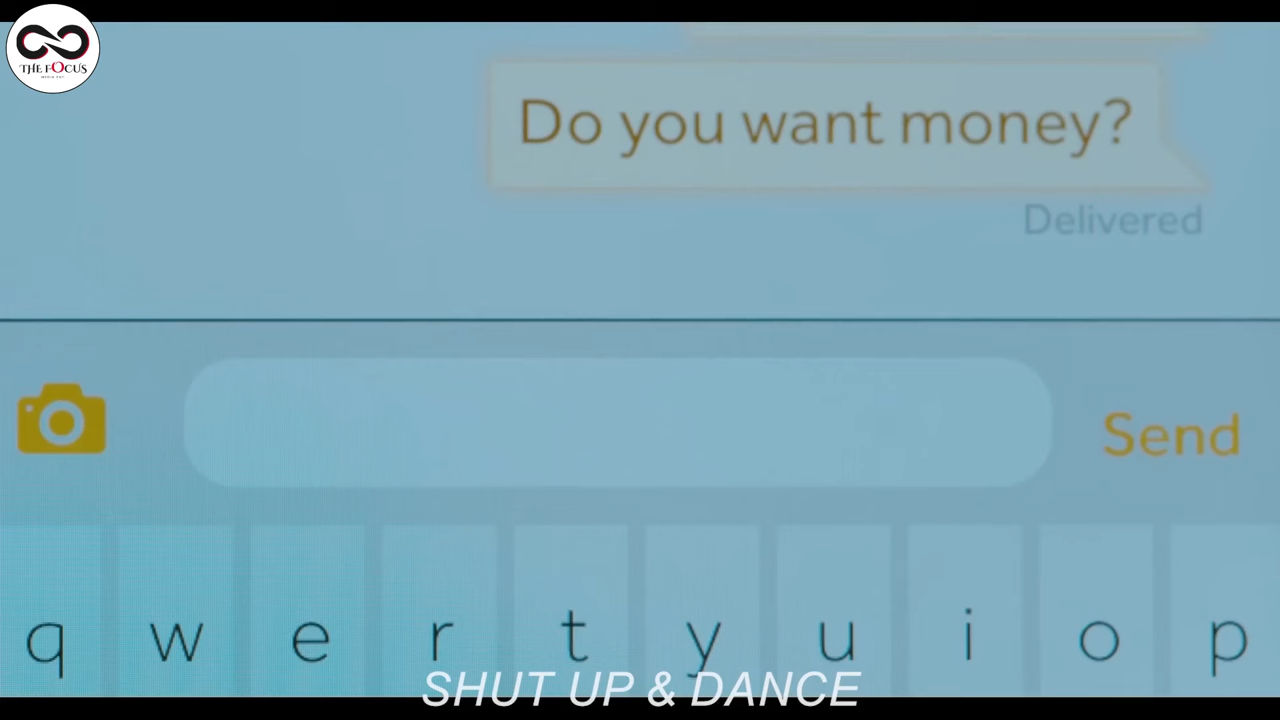 THE FOCUS
Do you want money?
Delivered
Send
q w e r t y u i o p
SHUT UP & DANCE